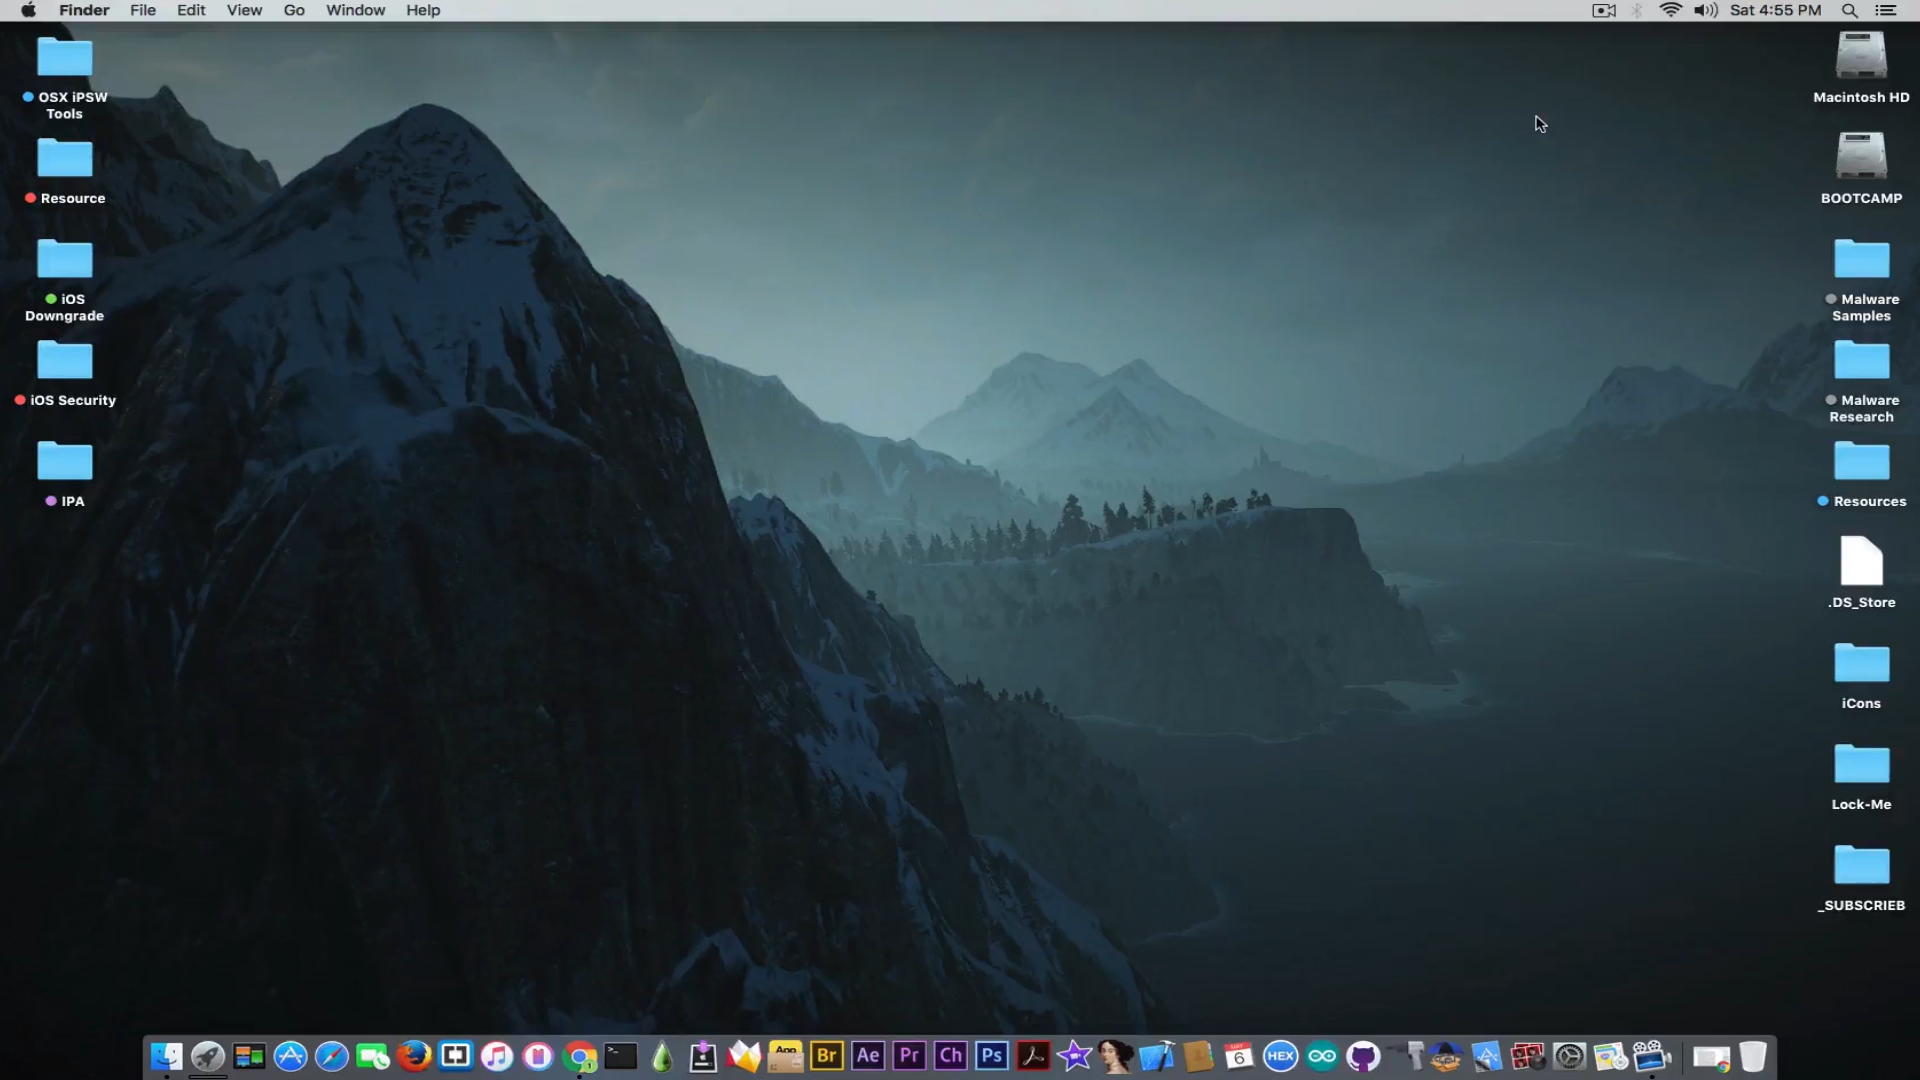 Finder File Edit View Go Window Help Sat 4:55 PM
OSX iPSW
Tools
Resource
iOS
Downgrade
iOS Security
IPA
Macintosh HD
BOOTCAMP
Malware
Samples
Malware
Research
Resources
.DS_Store
iCons
Lock-Me
_SUBSCRIEB
App
Br Ae Pr Ch Ps
6
HEX